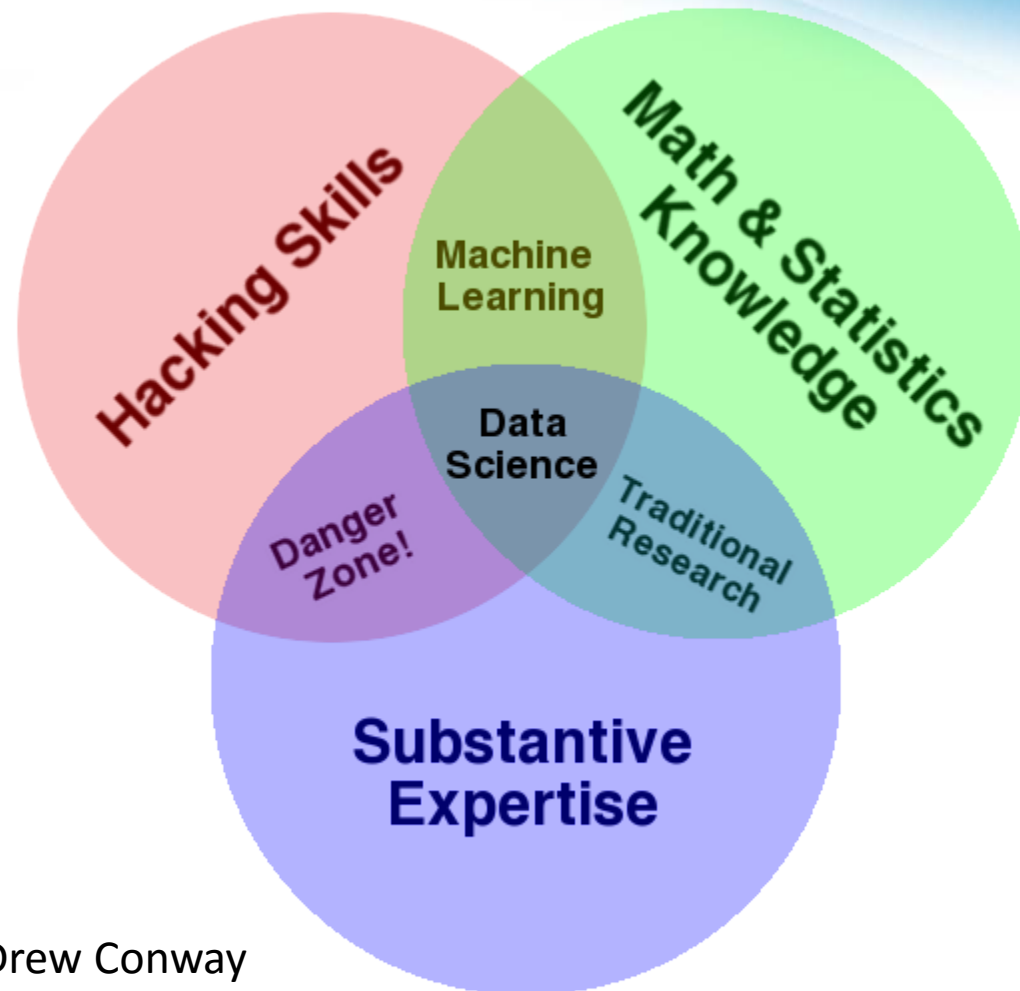 Hacking Skills
Math & Statistics
Knowledge
Machine
Learning
Data
Science
Danger
Zone!
Traditional
Research
Substantive
Expertise
Drew Conway